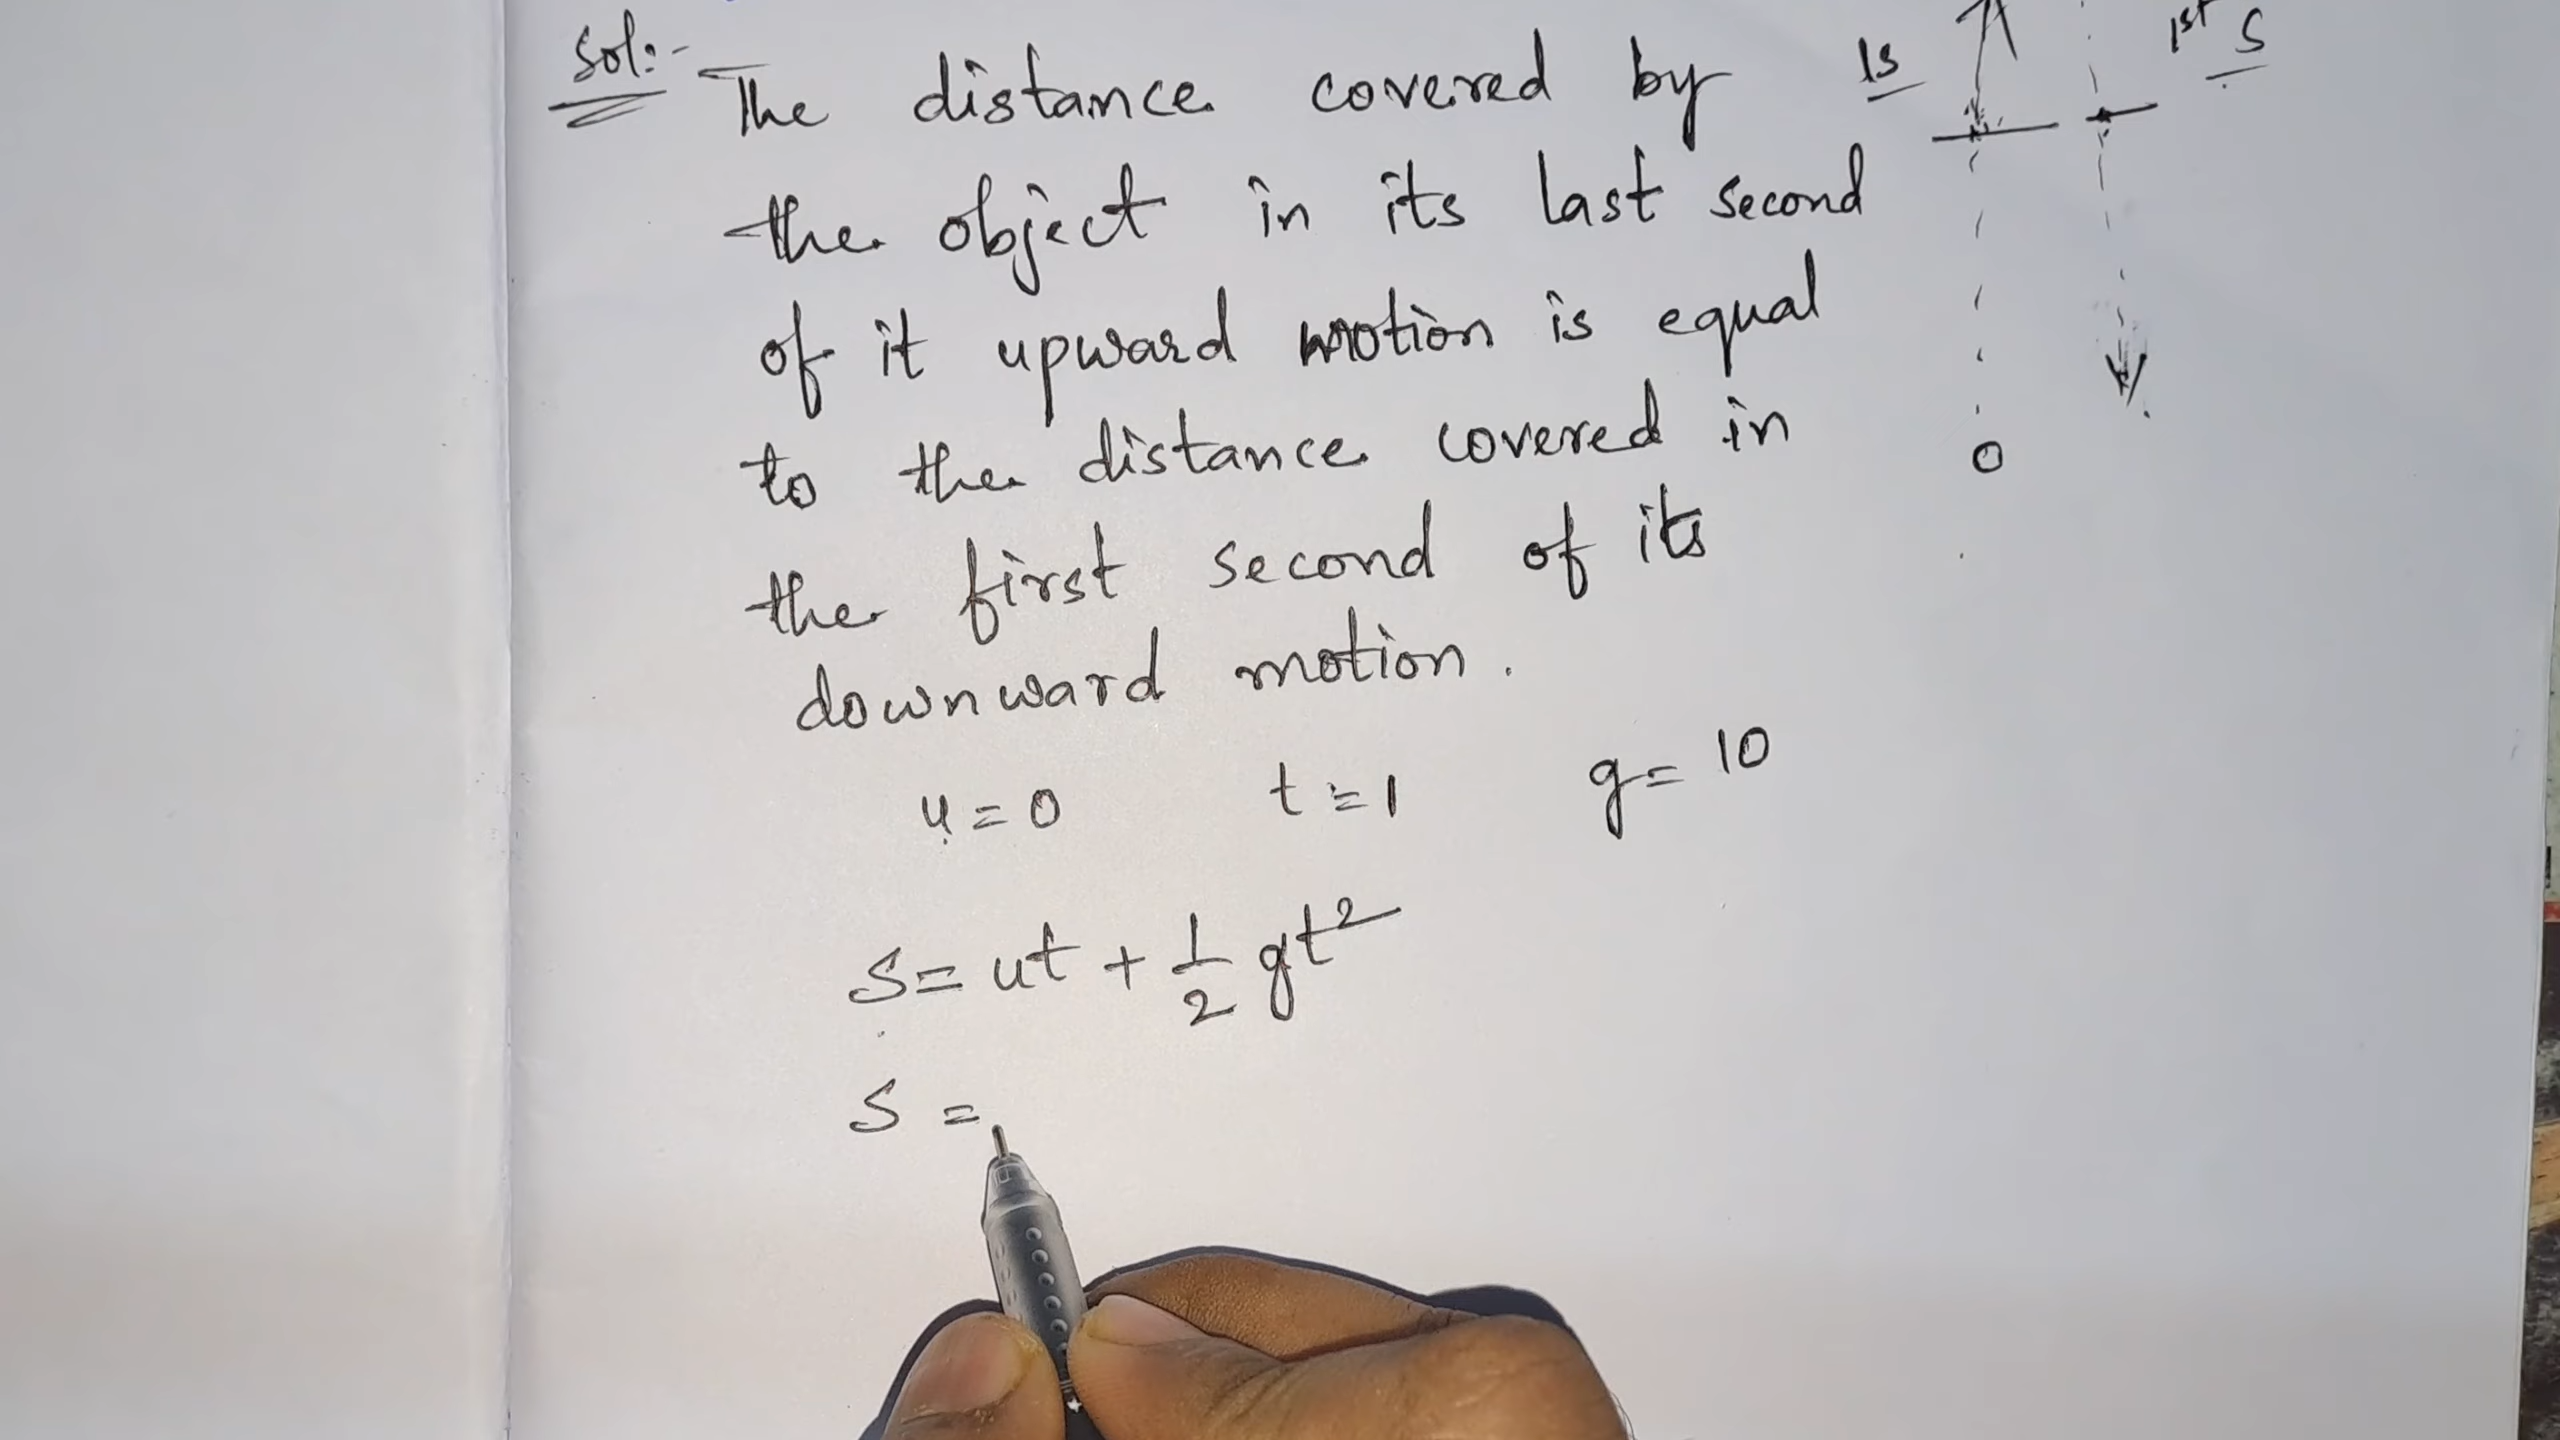 Sol:- The distance covered by
the object in its last second
of it upward motion is equal
to the distance covered in
the first second of its
downward motion.
u = 0 t = 1 g = 10
S = ut + 1/2 gt²
S =
1s
1st S
0